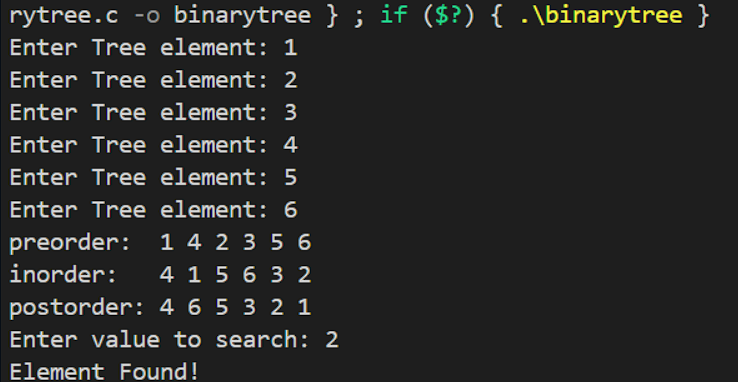 rytree.c -o binarytree } ; if ($?) { .\binarytree }
Enter Tree element: 1
Enter Tree element: 2
Enter Tree element: 3
Enter Tree element: 4
Enter Tree element: 5
Enter Tree element: 6
preorder:  1 4 2 3 5 6
inorder:   4 1 5 6 3 2
postorder: 4 6 5 3 2 1
Enter value to search: 2
Element Found!